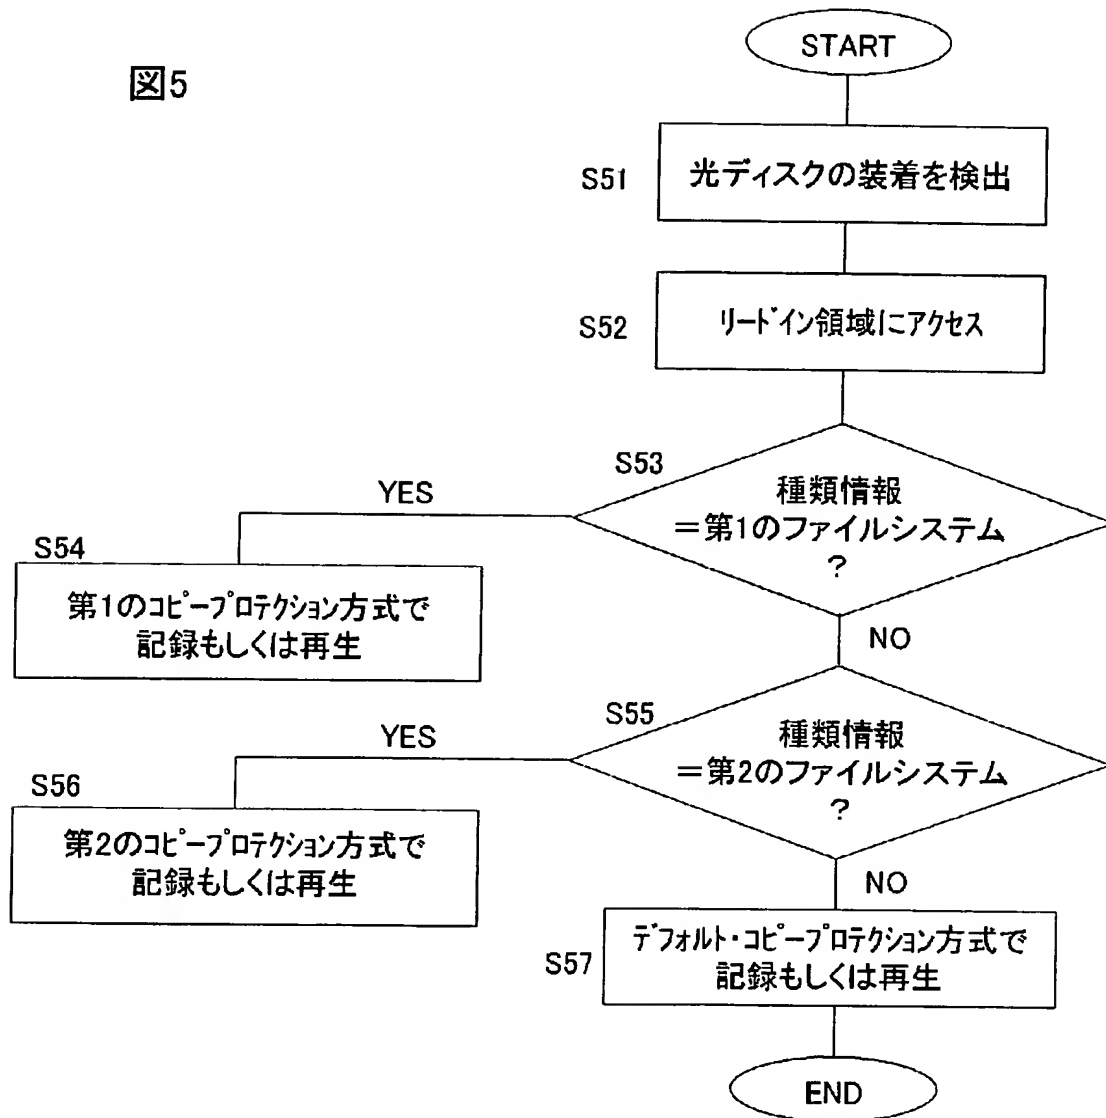 図5
START
S51
光ディスクの装着を検出
S52
ﾘｰﾄﾞｲﾝ領域にｱｸｾｽ
S53
種類情報
＝第1のファイルシステム
？
YES
NO
S54
第1のｺﾋﾟｰﾌﾟﾛﾃｸｼｮﾝ方式で
記録もしくは再生
S55
種類情報
＝第2のファイルシステム
？
YES
NO
S56
第2のｺﾋﾟｰﾌﾟﾛﾃｸｼｮﾝ方式で
記録もしくは再生
S57
ﾃﾞﾌｫﾙﾄ・ｺﾋﾟｰﾌﾟﾛﾃｸｼｮﾝ方式で
記録もしくは再生
END